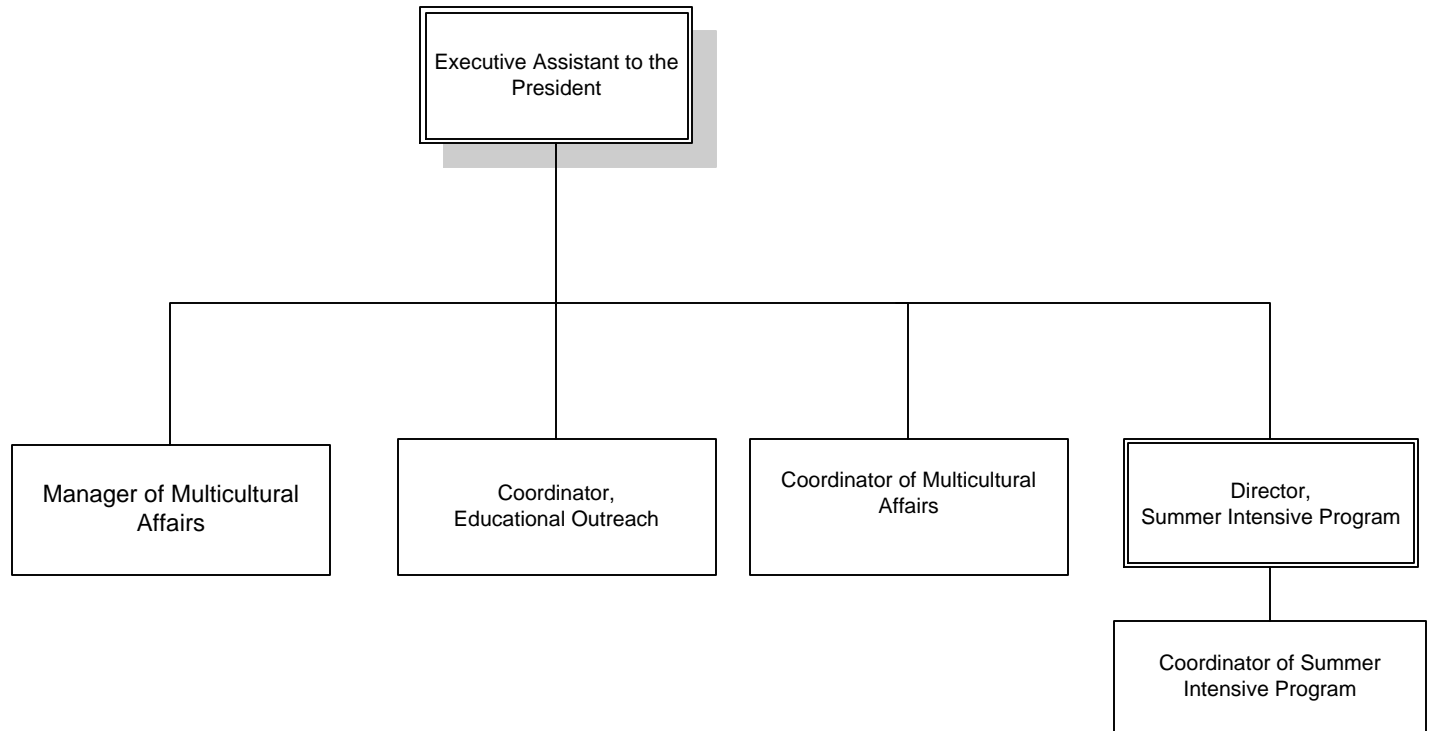 Executive Assistant to the
President
Manager of Multicultural
Affairs
Coordinator,
Educational Outreach
Coordinator of Multicultural
Affairs
Director,
Summer Intensive Program
Coordinator of Summer
Intensive Program